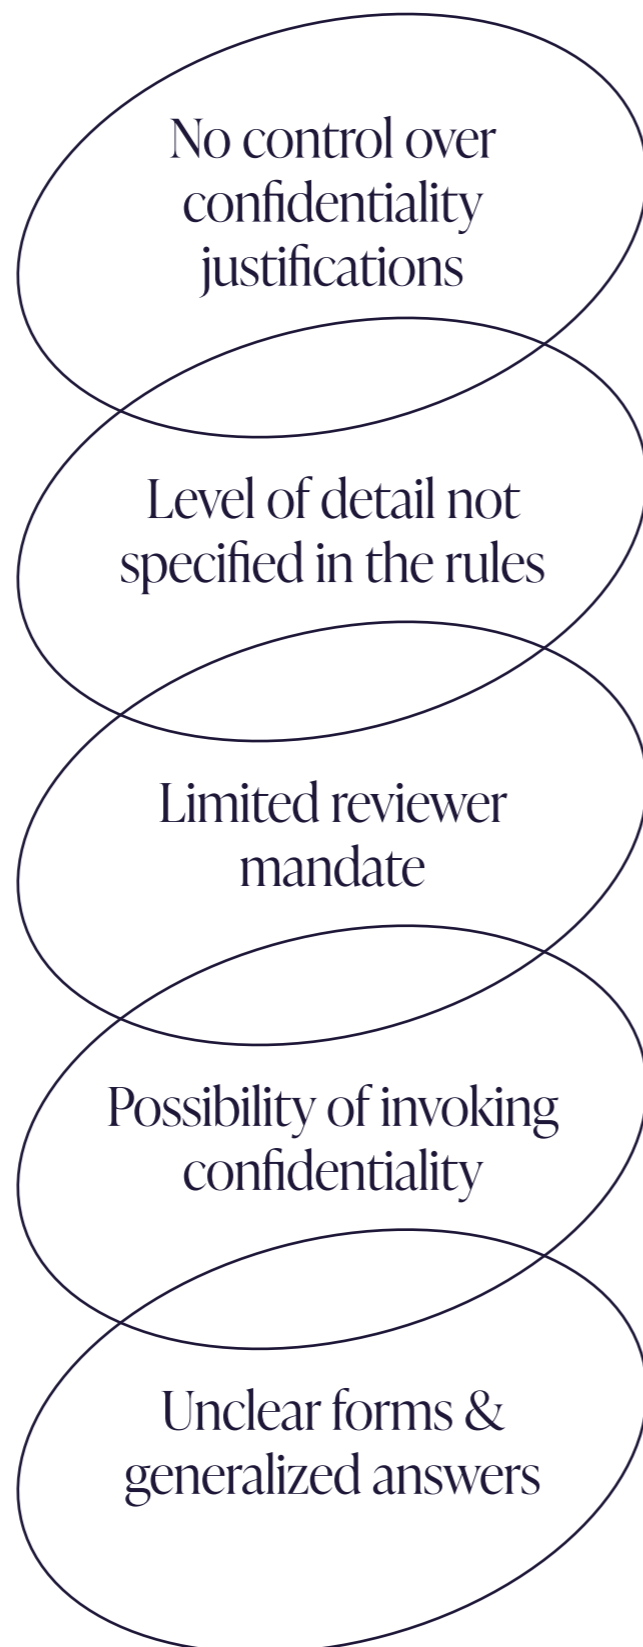 No control over
confidentiality
justifications
Level of detail not
specified in the rules
Limited reviewer
mandate
Possibility of invoking
confidentiality
Unclear forms &
generalized answers